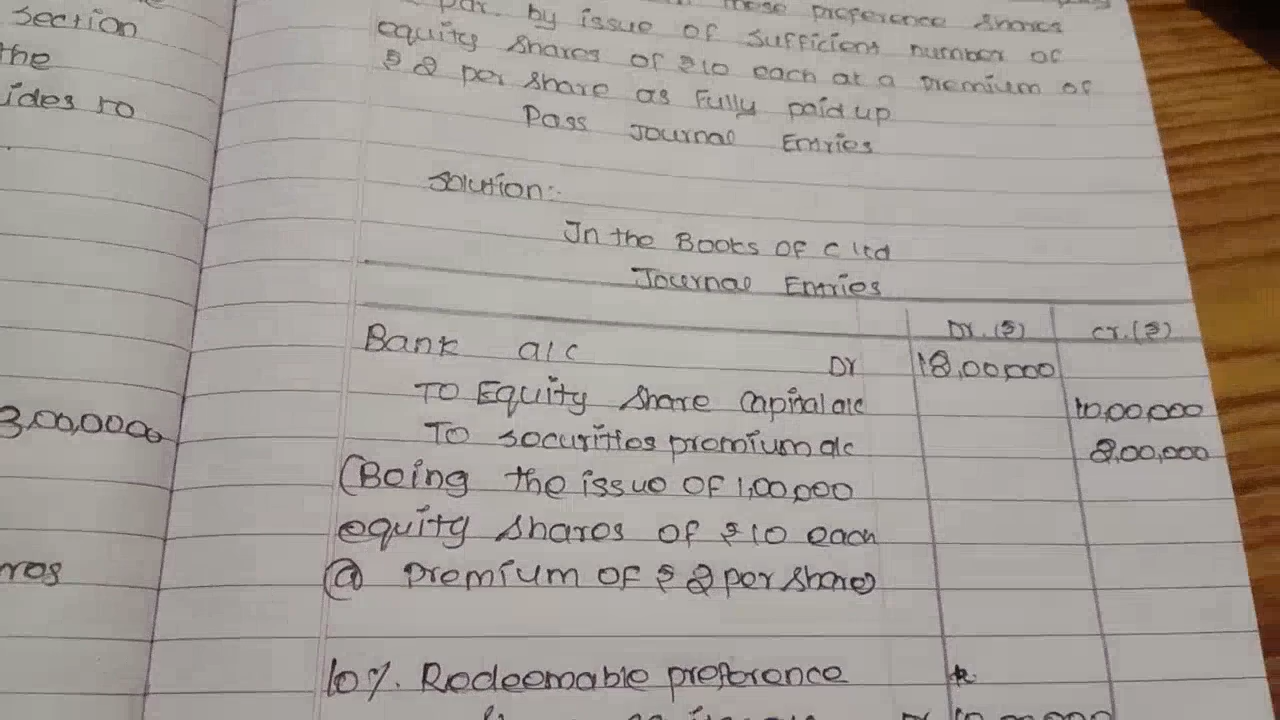 section
the
ides to
3,00,000
par. by issue of sufficient number of
these preference shares
equity shares of ₹10 each at a premium of
₹ 2 per share as fully paid up
Pass Journal Entries
Solution:-
In the Books of C ltd
Journal Entries
Dr.(₹) Cr.(₹)
Bank a/c Dr 12,00,000
To Equity Share Capital a/c 10,00,000
To securities premium a/c 2,00,000
(Being the issue of 1,00,000
equity shares of ₹10 each
@ premium of ₹ 2 per share)
10% Redeemable preference